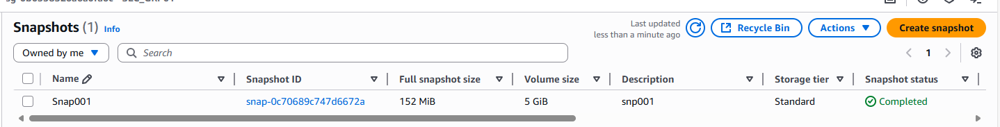 Snapshots (1) Info
Last updated
less than a minute ago
Recycle Bin
Actions
Create snapshot
Owned by me
Search
1
Name Snapshot ID Full snapshot size Volume size Description Storage tier Snapshot status
Snap001 snap-0c70689c747d6672a 152 MiB 5 GiB snp001 Standard Completed